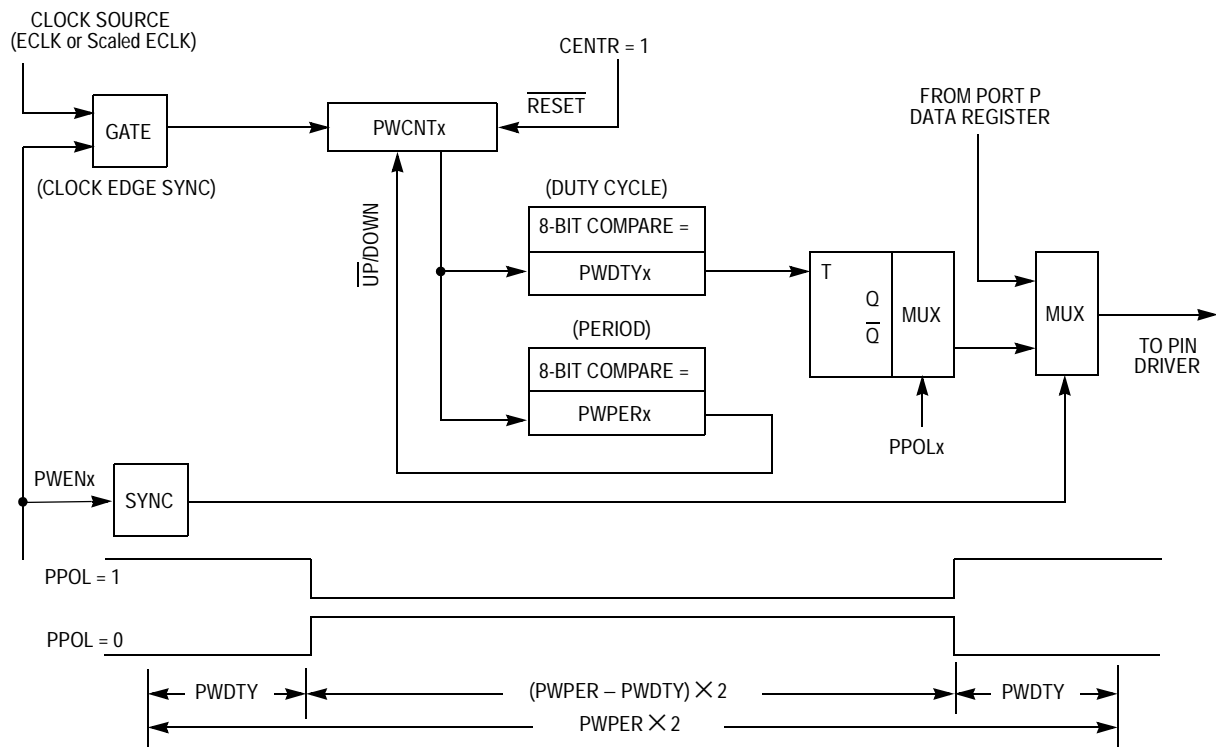 CLOCK SOURCE
(ECLK or Scaled ECLK)
CENTR = 1
RESET
FROM PORT P
DATA REGISTER
GATE
PWCNTx
(CLOCK EDGE SYNC)
UP/DOWN
(DUTY CYCLE)
8-BIT COMPARE =
PWDTYx
T
Q
Q
MUX
MUX
TO PIN
DRIVER
(PERIOD)
8-BIT COMPARE =
PWPERx
PPOLx
PWENx
SYNC
PPOL = 1
PPOL = 0
PWDTY
(PWPER – PWDTY) × 2
PWDTY
PWPER × 2